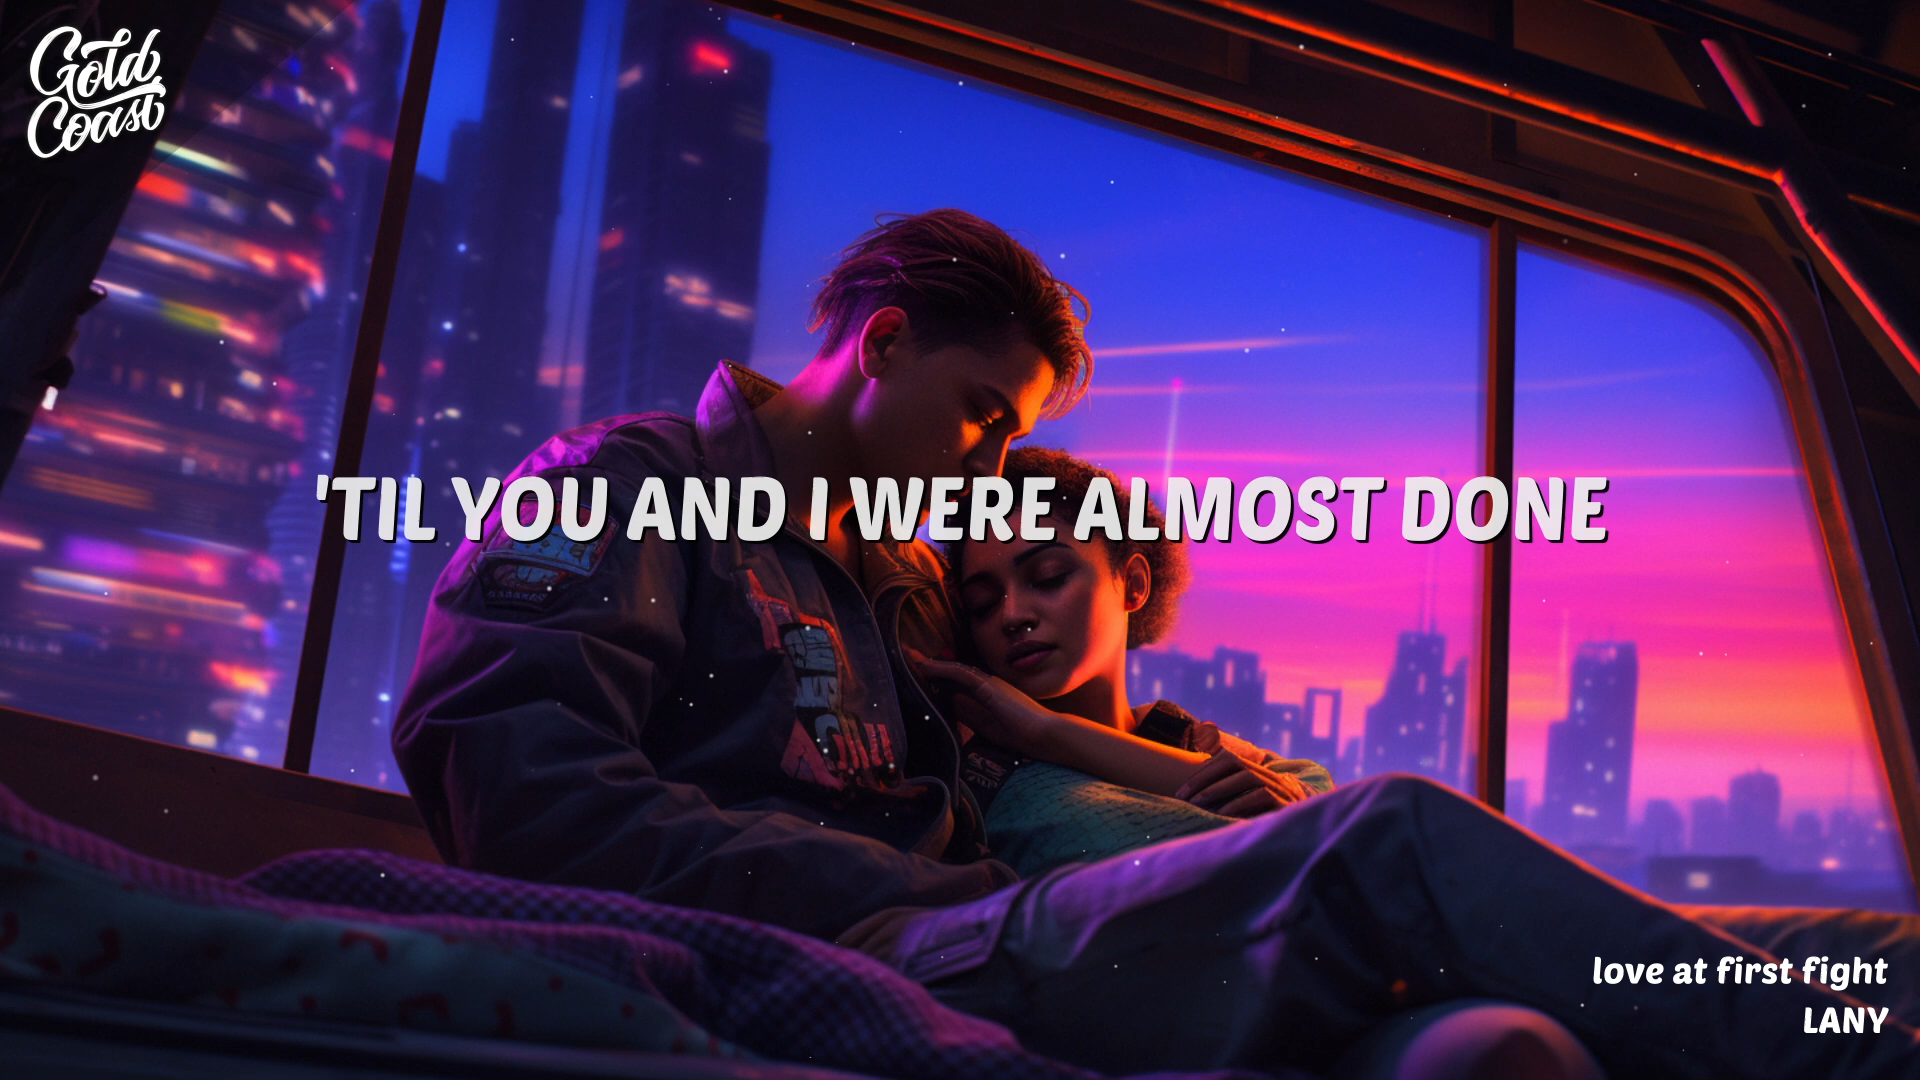 Gold
Coast
'TIL YOU AND I WERE ALMOST DONE
love at first fight
LANY